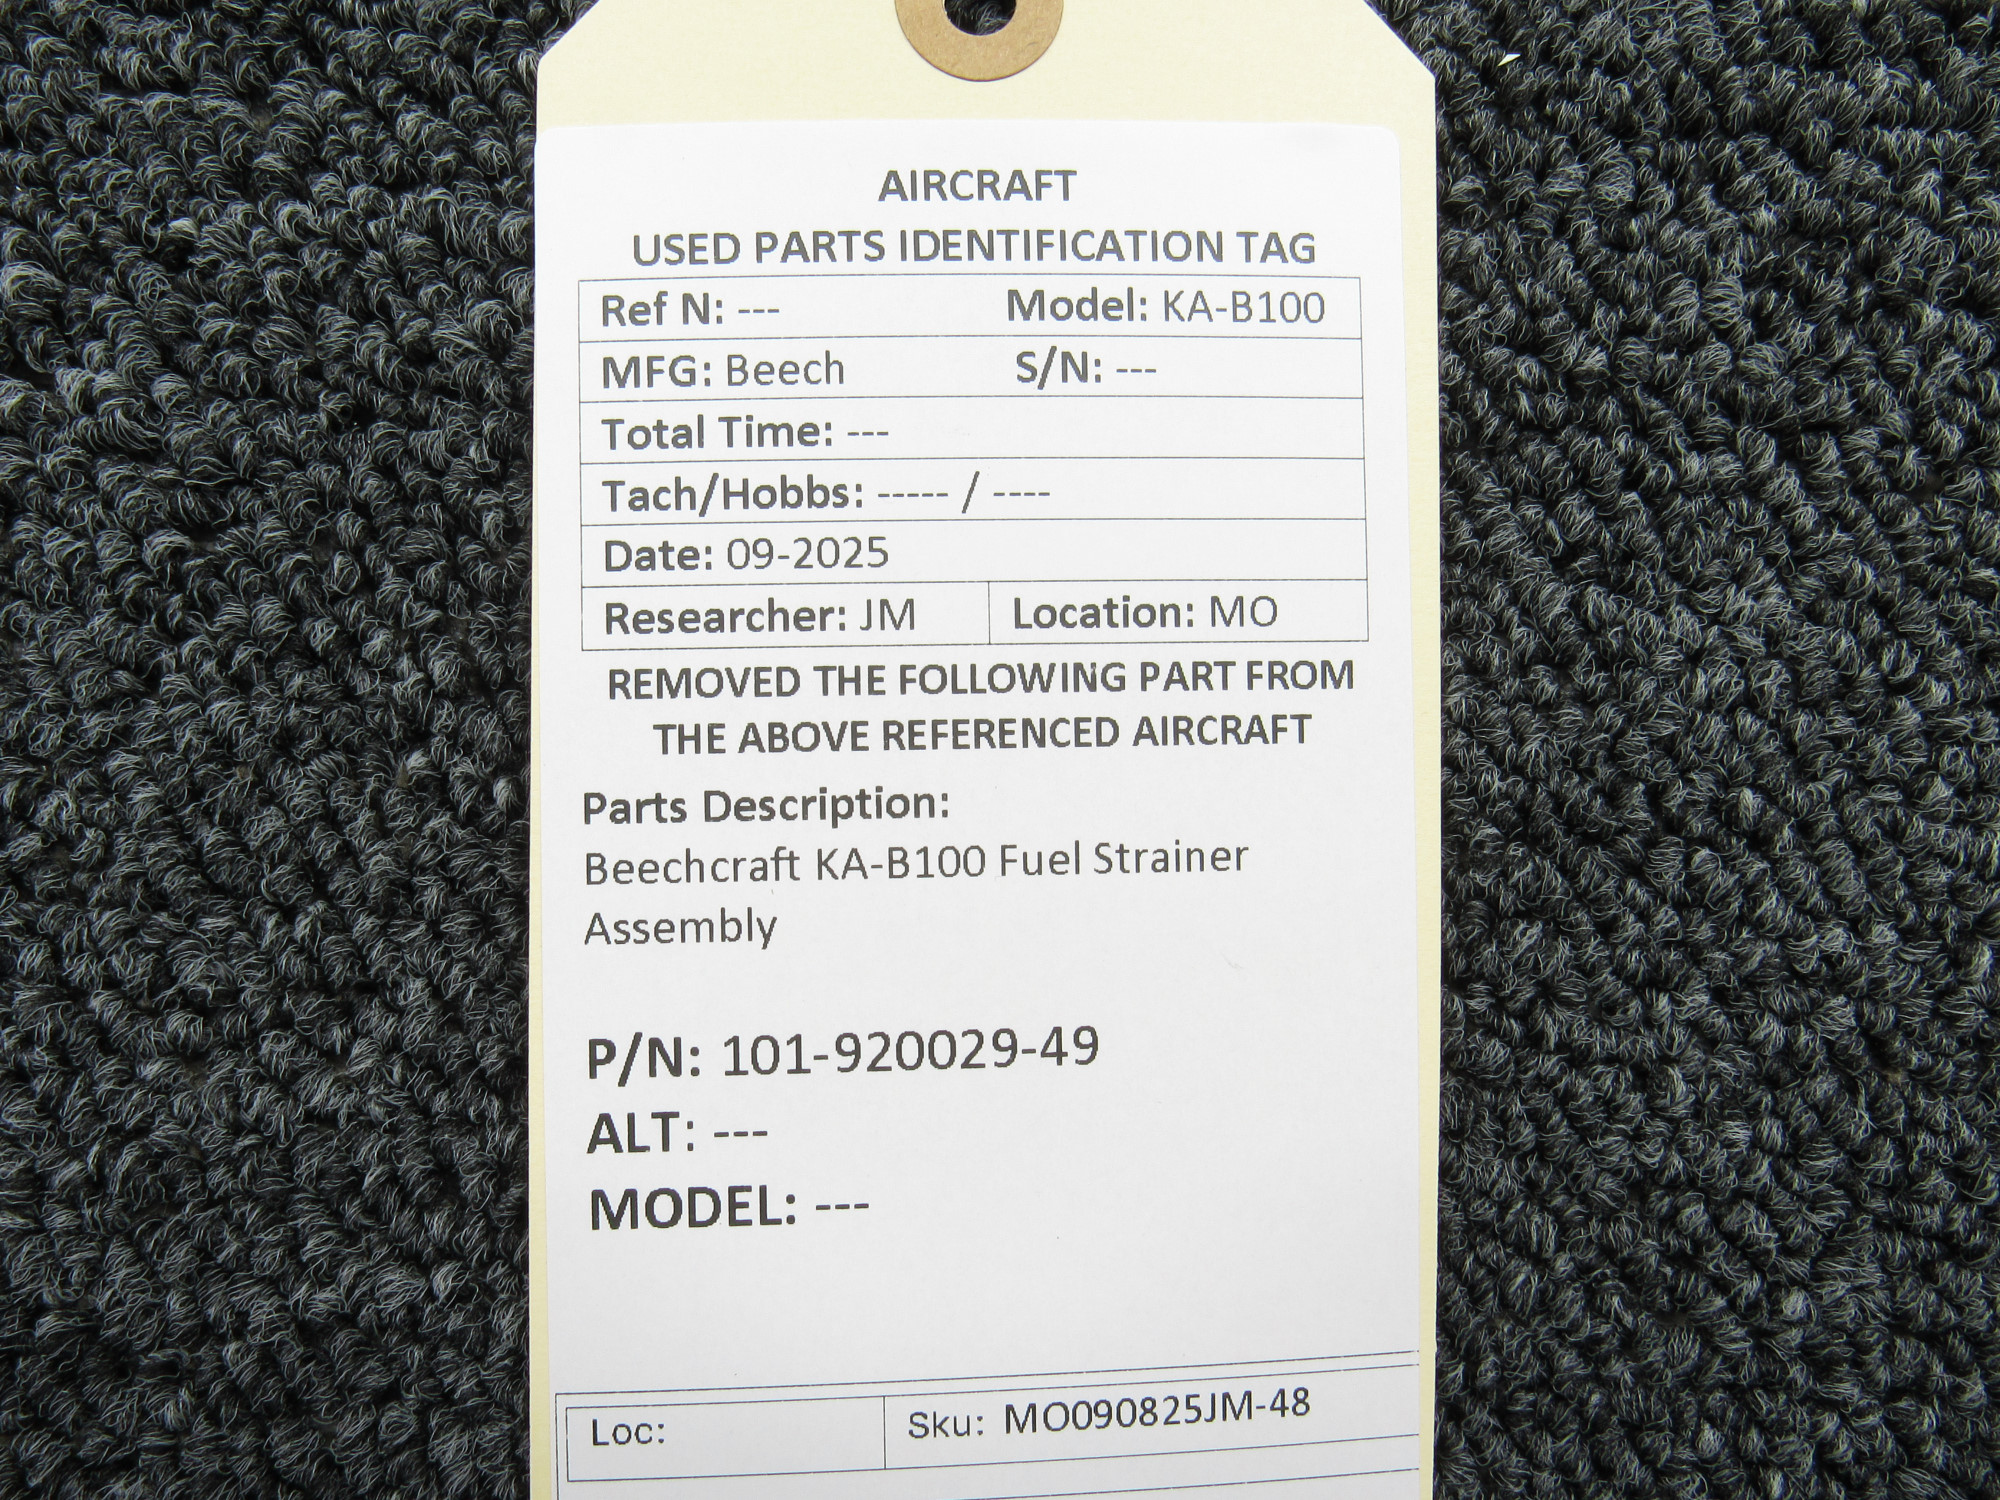 AIRCRAFT
USED PARTS IDENTIFICATION TAG
Ref N: --- Model: KA-B100
MFG: Beech S/N: ---
Total Time: ---
Tach/Hobbs: ----- / ----
Date: 09-2025
Researcher: JM Location: MO
REMOVED THE FOLLOWING PART FROM
THE ABOVE REFERENCED AIRCRAFT
Parts Description:
Beechcraft KA-B100 Fuel Strainer
Assembly
P/N: 101-920029-49
ALT: ---
MODEL: ---
Loc: Sku: MO090825JM-48